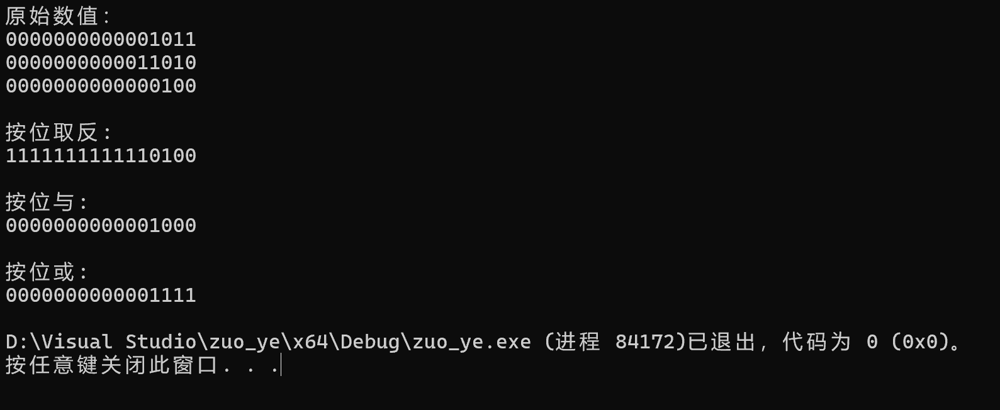 原始数值:
0000000000001011
0000000000011010
0000000000000100
按位取反:
1111111111110100
按位与:
0000000000001000
按位或:
0000000000001111
D:\Visual Studio\zuo_ye\x64\Debug\zuo_ye.exe (进程 84172)已退出，代码为 0 (0x0)。
按任意键关闭此窗口. . .